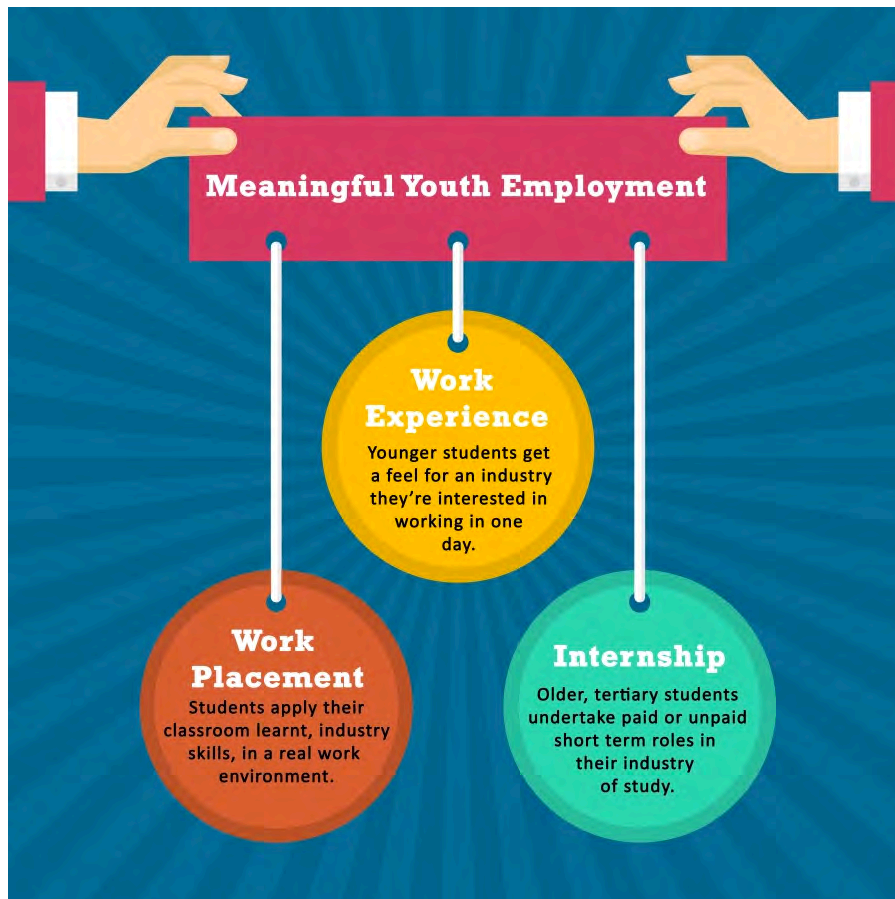 Meaningful Youth Employment
Work
Experience
Younger students get
a feel for an industry
they're interested in
working in one
day.
Work
Placement
Students apply their
classroom learnt, industry
skills, in a real work
environment.
Internship
Older, tertiary students
undertake paid or unpaid
short term roles in
their industry
of study.